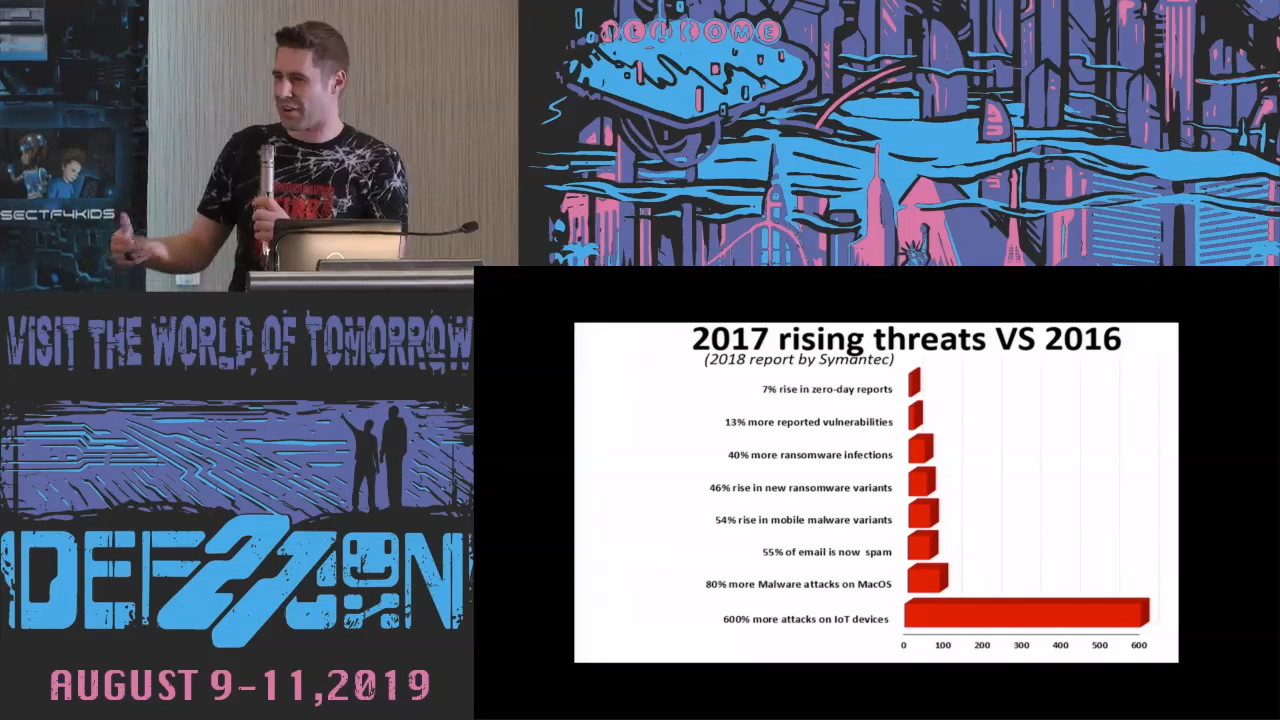 WELCOME
SECTF4KIDS
VISIT THE WORLD OF TOMORROW
DEF 27 CON
AUGUST 9-11,2019
2017 rising threats VS 2016
(2018 report by Symantec)
7% rise in zero-day reports
13% more reported vulnerabilities
40% more ransomware infections
46% rise in new ransomware variants
54% rise in mobile malware variants
55% of email is now spam
80% more Malware attacks on MacOS
600% more attacks on IoT devices
0 100 200 300 400 500 600